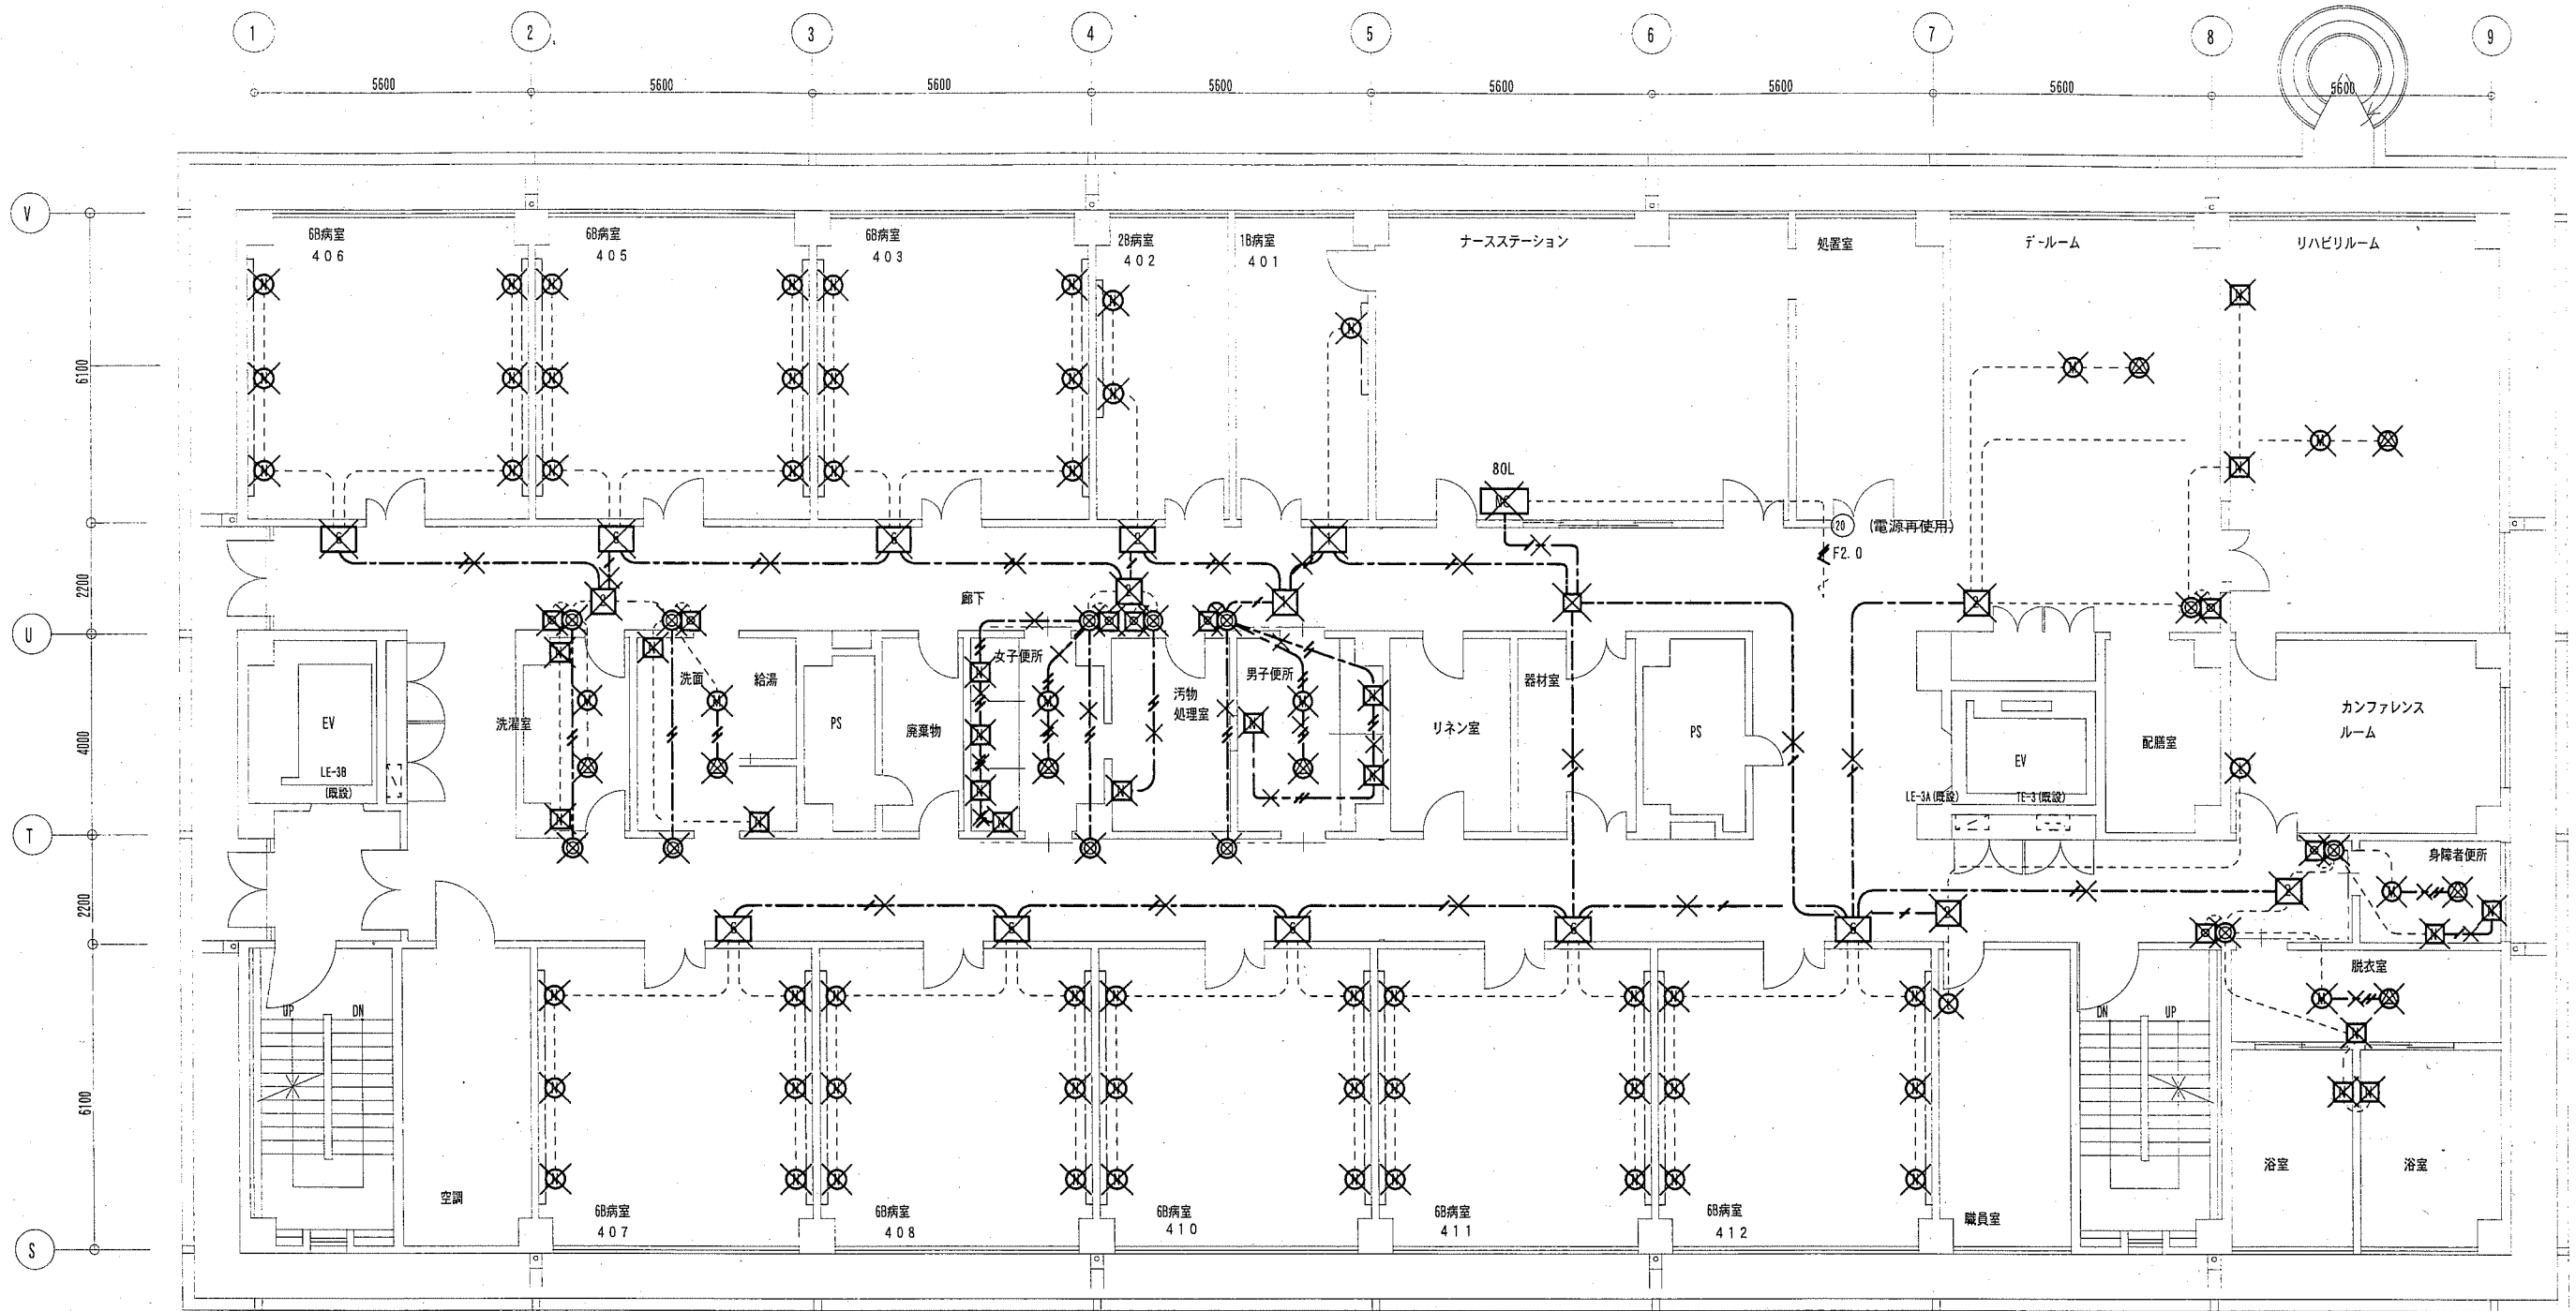 1 2 3 4 5 6 7 8 9
5600 5600 5600 5600 5600 5600 5600 5600
V
6B病室
406
6B病室
405
6B病室
403
2B病室
402
1B病室
401
ナースステーション
処置室
デールーム
リハビリルーム
6100
80L
20 (電源再使用)
F2.0
2200
廊下
U
女子便所
洗面
給湯
男子便所
器材室
汚物
処理室
カンファレンス
ルーム
EV
洗濯室
PS
廃棄物
リネン室
PS
配膳室
4000
EV
LE-3B
(既設)
LE-3A(既設)
TE-3(既設)
T
身障者便所
2200
脱衣室
UP
DN
DN
UP
6100
浴室
浴室
空調
6B病室
407
6B病室
408
6B病室
410
6B病室
411
6B病室
412
職員室
S